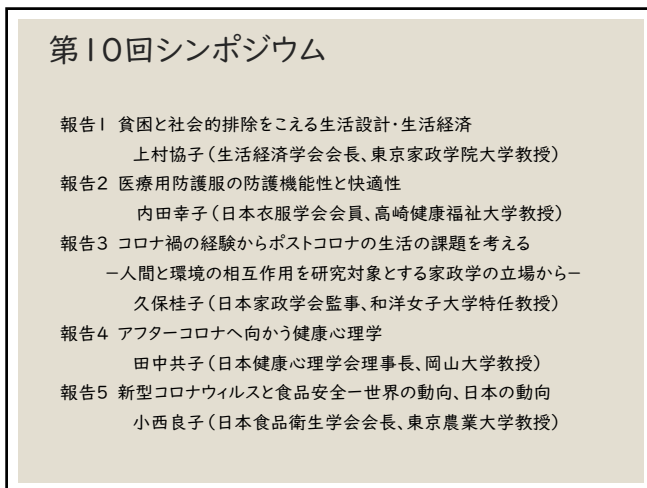 第10回シンポジウム
報告1 貧困と社会的排除をこえる生活設計・生活経済
上村協子(生活経済学会会長、東京家政学院大学教授)
報告2 医療用防護服の防護機能性と快適性
内田幸子(日本衣服学会会員、高崎健康福祉大学教授)
報告3 コロナ禍の経験からポストコロナの生活の課題を考える
－人間と環境の相互作用を研究対象とする家政学の立場から－
久保桂子(日本家政学会監事、和洋女子大学特任教授)
報告4 アフターコロナへ向かう健康心理学
田中共子(日本健康心理学会理事長、岡山大学教授)
報告5 新型コロナウィルスと食品安全ー世界の動向、日本の動向
小西良子(日本食品衛生学会会長、東京農業大学教授)